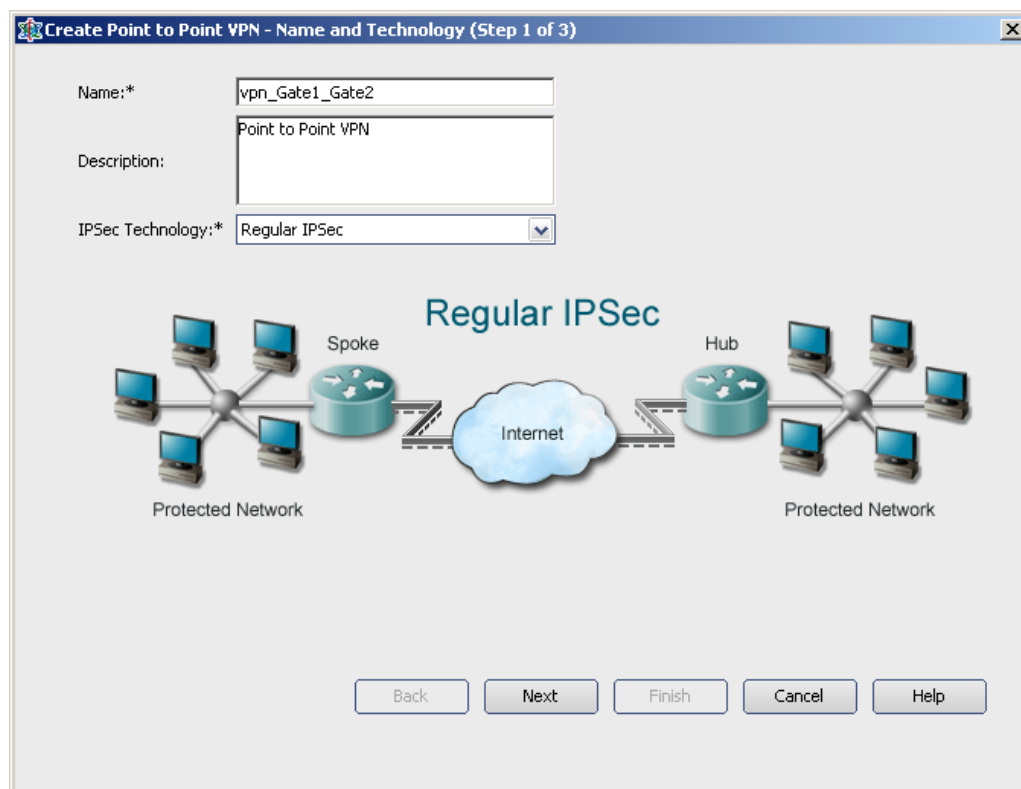 Create Point to Point VPN - Name and Technology (Step 1 of 3)
Name:* vpn_Gate1_Gate2
Description: Point to Point VPN
IPSec Technology:* Regular IPSec
Regular IPSec
Spoke
Hub
Internet
Protected Network
Protected Network
Back Next Finish Cancel Help